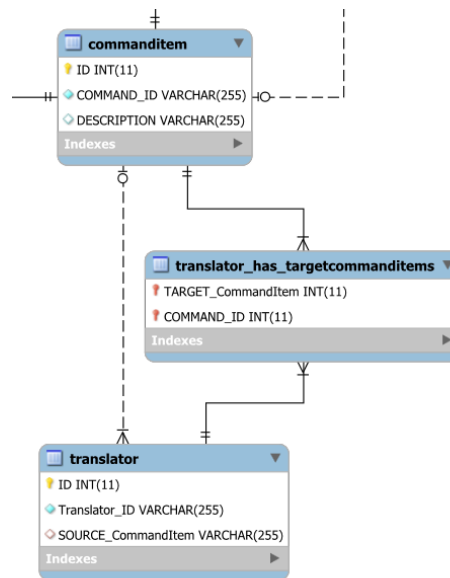 commanditem
ID INT(11)
COMMAND_ID VARCHAR(255)
DESCRIPTION VARCHAR(255)
Indexes
translator_has_targetcommanditems
TARGET_CommandItem INT(11)
COMMAND_ID INT(11)
Indexes
translator
ID INT(11)
Translator_ID VARCHAR(255)
SOURCE_CommandItem VARCHAR(255)
Indexes